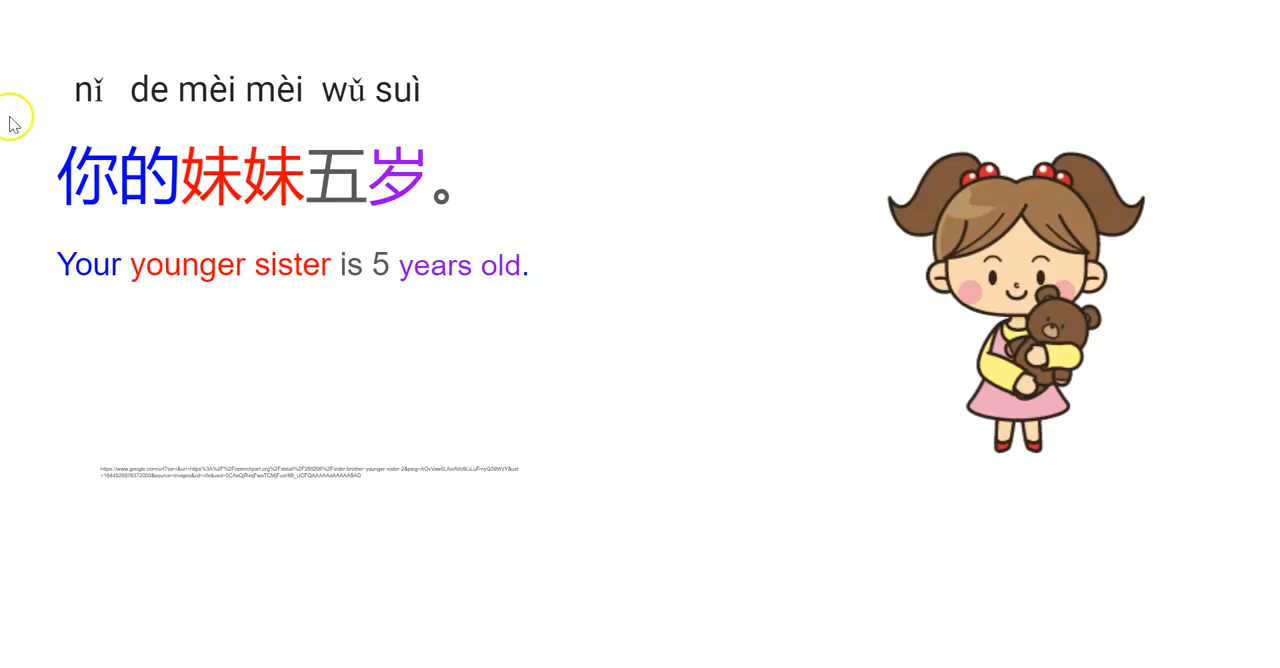 nǐ de mèi mèi wǔ suì
你的妹妹五岁。
Your younger sister is 5 years old.